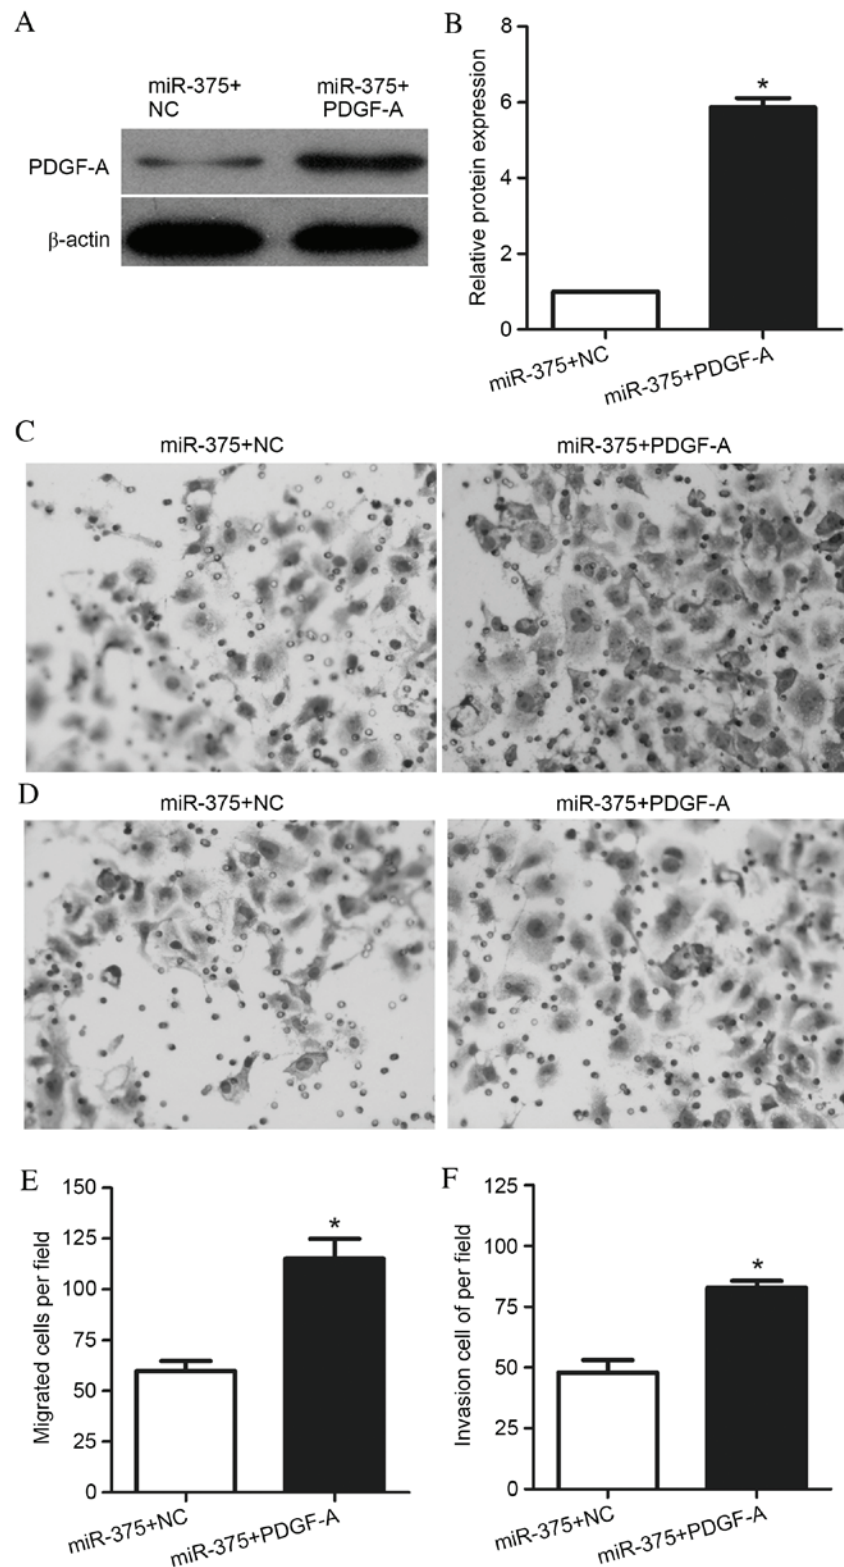 A
miR-375+
NC
miR-375+
PDGF-A
PDGF-A
β-actin
B
Relative protein expression
8
6
4
2
0
*
miR-375+NC
miR-375+PDGF-A
C
miR-375+NC
miR-375+PDGF-A
D
miR-375+NC
miR-375+PDGF-A
E
Migrated cells per field
150
125
100
75
50
25
0
*
miR-375+NC
miR-375+PDGF-A
F
Invasion cell of per field
125
100
75
50
25
0
*
miR-375+NC
miR-375+PDGF-A